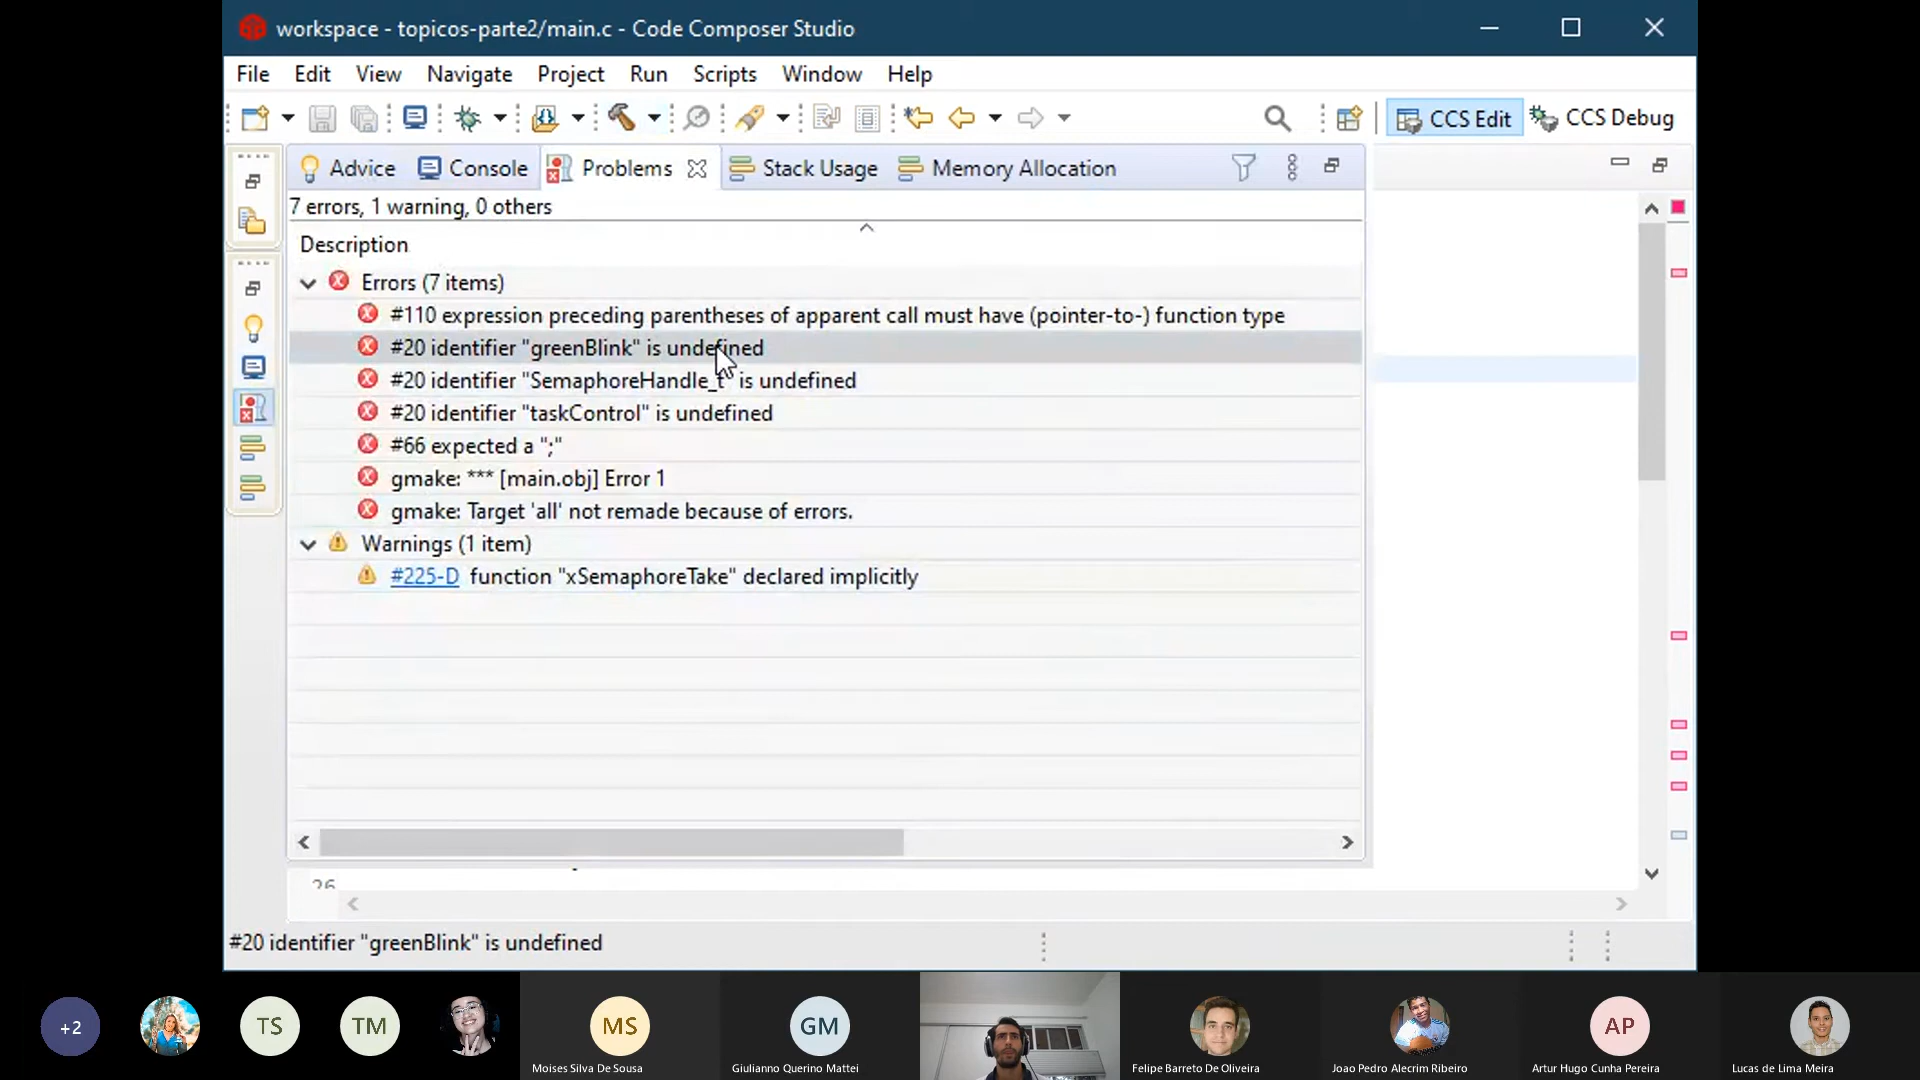 workspace - topicos-parte2/main.c - Code Composer Studio
File Edit View Navigate Project Run Scripts Window Help
CCS Edit CCS Debug
Advice Console Problems Stack Usage Memory Allocation
7 errors, 1 warning, 0 others
Description
Errors (7 items)
#110 expression preceding parentheses of apparent call must have (pointer-to-) function type
#20 identifier "greenBlink" is undefined
#20 identifier "SemaphoreHandle_t" is undefined
#20 identifier "taskControl" is undefined
#66 expected a ";"
gmake: *** [main.obj] Error 1
gmake: Target 'all' not remade because of errors.
Warnings (1 item)
#225-D function "xSemaphoreTake" declared implicitly
26
#20 identifier "greenBlink" is undefined
+2 TS TM MS GM AP
Moises Silva De Sousa Giulianno Querino Mattei Felipe Barreto De Oliveira Joao Pedro Alecrim Ribeiro Artur Hugo Cunha Pereira Lucas de Lima Meira